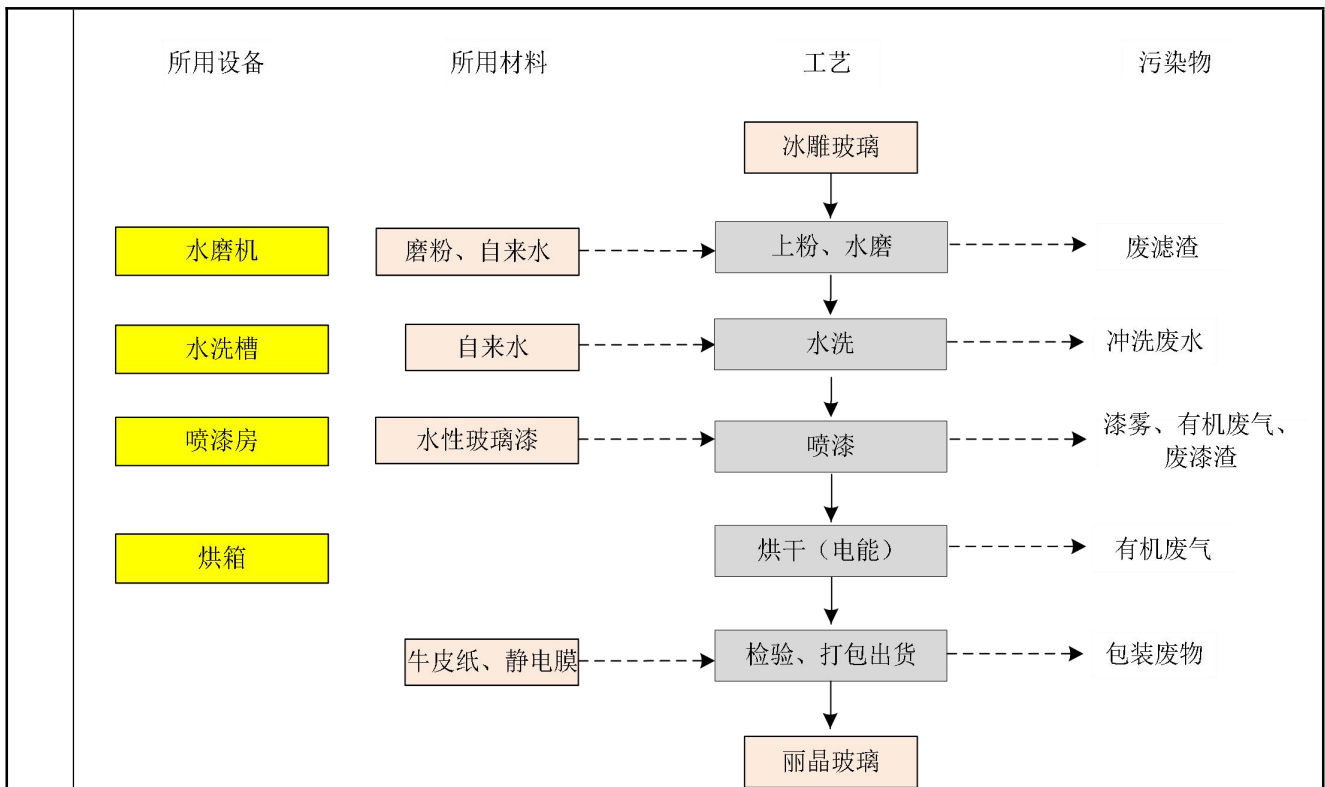 所用设备 所用材料 工艺 污染物
冰雕玻璃
水磨机 磨粉、自来水 上粉、水磨 废滤渣
水洗槽 自来水 水洗 冲洗废水
喷漆房 水性玻璃漆 喷漆 漆雾、有机废气、
废漆渣
烘箱 烘干（电能） 有机废气
牛皮纸、静电膜 检验、打包出货 包装废物
丽晶玻璃